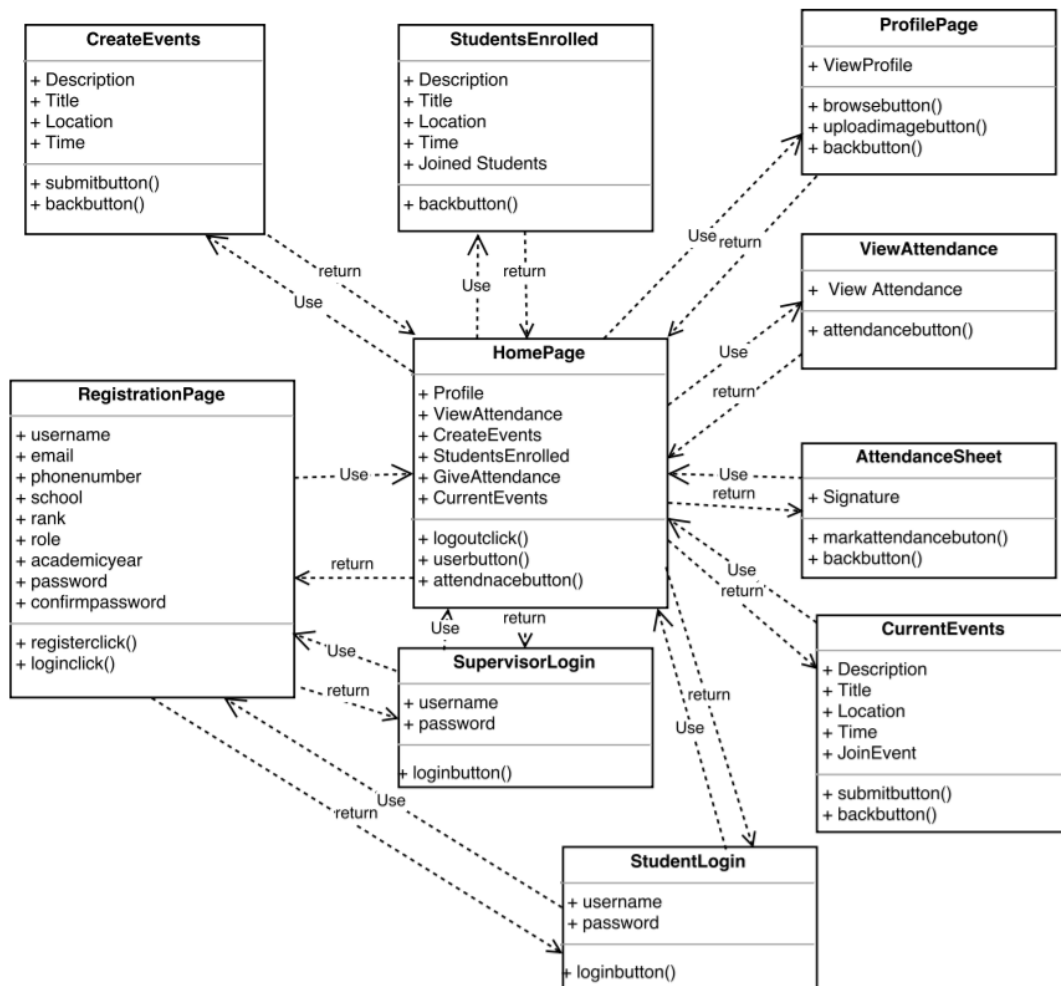 CreateEvents
+ Description
+ Title
+ Location
+ Time
+ submitbutton()
+ backbutton()
StudentsEnrolled
+ Description
+ Title
+ Location
+ Time
+ Joined Students
+ backbutton()
ProfilePage
+ ViewProfile
+ browsebutton()
+ uploadimagebutton()
+ backbutton()
return
Use
Use
return
Use
return
ViewAttendance
+ View Attendance
+ attendancebutton()
Use
return
HomePage
+ Profile
+ ViewAttendance
+ CreateEvents
+ StudentsEnrolled
+ GiveAttendance
+ CurrentEvents
+ logoutclick()
+ userbutton()
+ attendnacebutton()
RegistrationPage
+ username
+ email
+ phonenumber
+ school
+ rank
+ role
+ academicyear
+ password
+ confirmpassword
+ registerclick()
+ loginclick()
Use
return
AttendanceSheet
+ Signature
+ markattendancebuton()
+ backbutton()
Use
return
Use
return
CurrentEvents
+ Description
+ Title
+ Location
+ Time
+ JoinEvent
+ submitbutton()
+ backbutton()
Use
return
Use
return
SupervisorLogin
+ username
+ password
+ loginbutton()
return
Use
Use
return
StudentLogin
+ username
+ password
+ loginbutton()